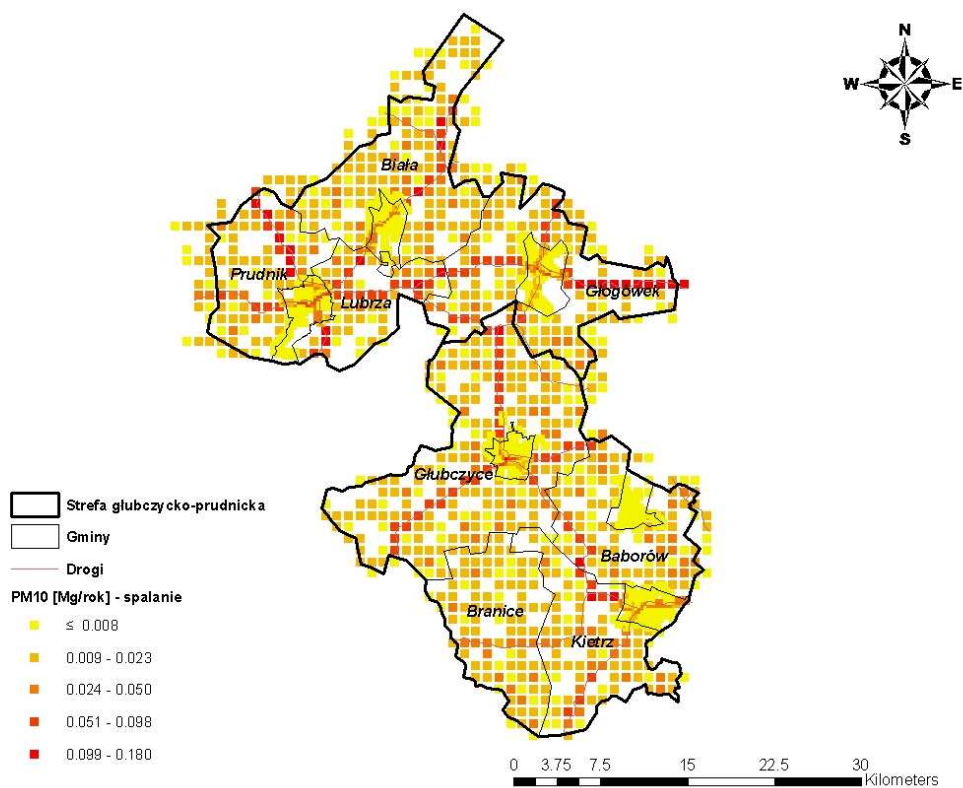 N
W E
S
Biała
Prudnik
Lubrza
Głogówek
Głubczyce
Baborów
Branice
Kietrz
Strefa głubczycko-prudnicka
Gminy
Drogi
PM10 [Mg/rok] - spalanie
≤ 0.008
0.009 - 0.023
0.024 - 0.050
0.051 - 0.098
0.099 - 0.180
0 3.75 7.5 15 22.5 30
Kilometers